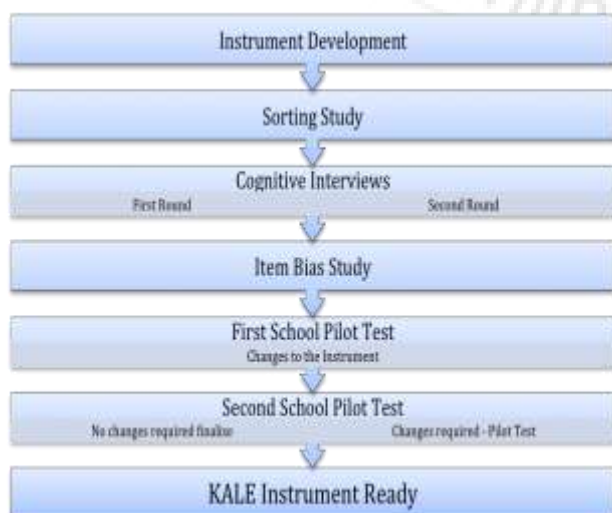 Instrument Development
Sorting Study
Cognitive Interviews
First Round Second Round
Item Bias Study
First School Pilot Test
Changes to the Instrument
Second School Pilot Test
No changes required finalise Changes required - Pilot Test
KALE Instrument Ready